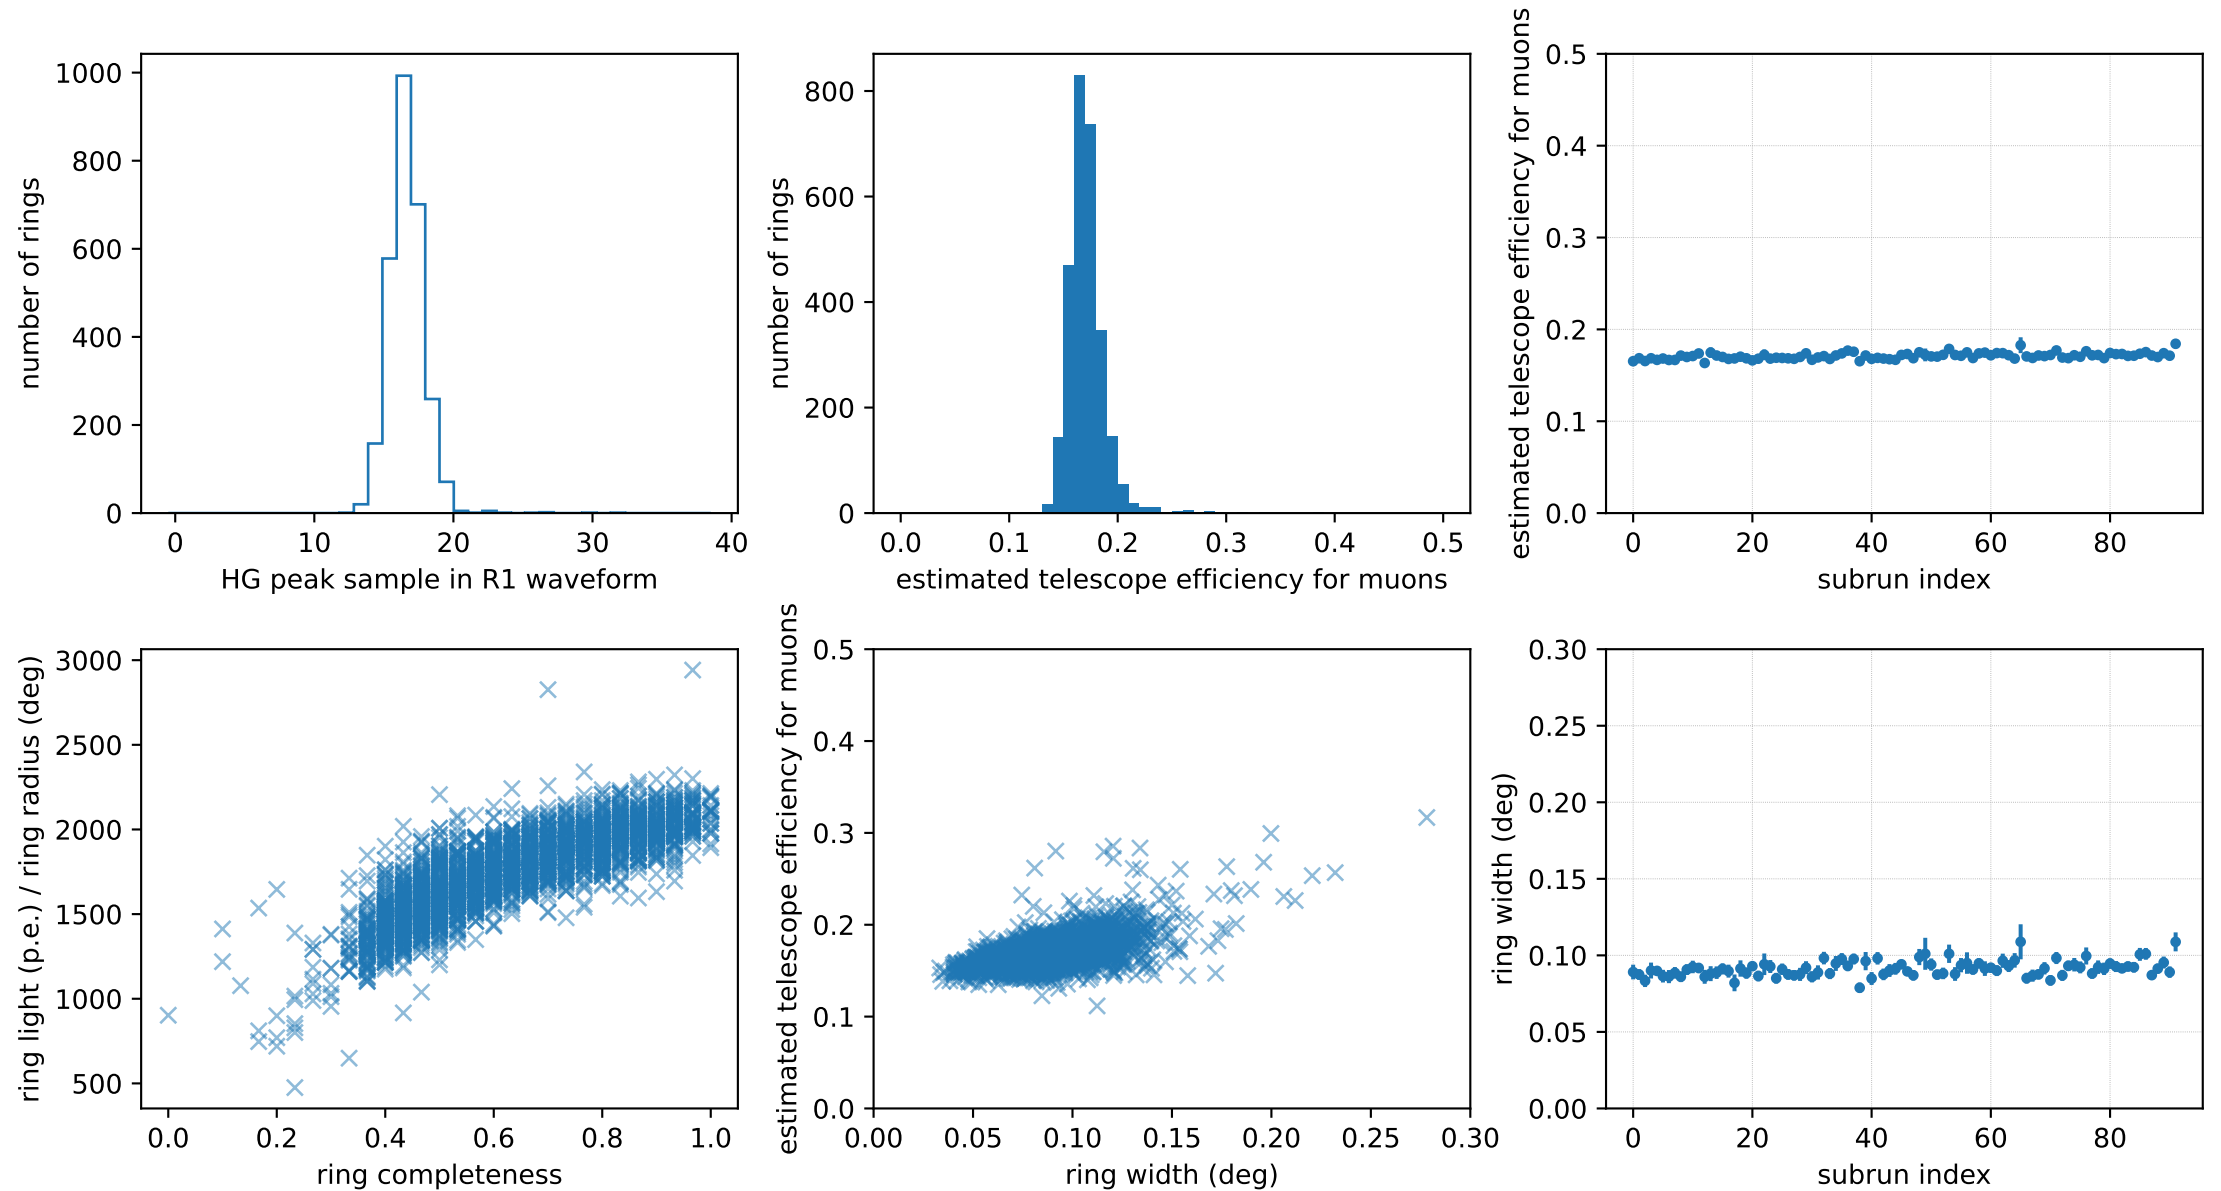 number of rings
1000
800
600
400
200
0
0 10 20 30 40
HG peak sample in R1 waveform
number of rings
800
600
400
200
0
0.0 0.1 0.2 0.3 0.4 0.5
estimated telescope efficiency for muons
estimated telescope efficiency for muons
0.5
0.4
0.3
0.2
0.1
0.0
0 20 40 60 80
subrun index
ring light (p.e.) / ring radius (deg)
3000
2500
2000
1500
1000
500
0.0 0.2 0.4 0.6 0.8 1.0
ring completeness
estimated telescope efficiency for muons
0.5
0.4
0.3
0.2
0.1
0.0
0.00 0.05 0.10 0.15 0.20 0.25 0.30
ring width (deg)
ring width (deg)
0.30
0.25
0.20
0.15
0.10
0.05
0.00
0 20 40 60 80
subrun index